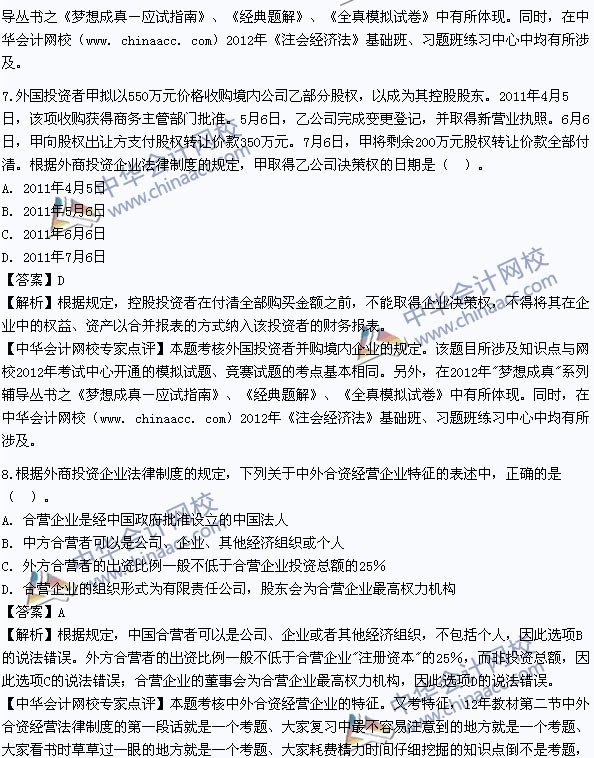 导丛书之《梦想成真—应试指南》、《经典题解》、《全真模拟试卷》中有所体现。同时，在中
华会计网校（www. chinaacc. com）2012年《注会经济法》基础班、习题班练习中心中均有所涉
及。
7.外国投资者甲拟以550万元价格收购境内公司乙部分股权，以成为其控股股东。2011年4月5
日，该项收购获得商务主管部门批准。5月6日，乙公司完成变更登记，并取得新营业执照。6月6
日，甲向股权出让方支付股权转让价款350万元。7月6日，甲将剩余200万元股权转让价款全部付
清。根据外商投资企业法律制度的规定，甲取得乙公司决策权的日期是（　）。
A. 2011年4月5日
B. 2011年5月6日
C. 2011年6月6日
D. 2011年7月6日
【答案】D
【解析】根据规定，控股投资者在付清全部购买金额之前，不能取得企业决策权，不得将其在企
业中的权益、资产以合并报表的方式纳入该投资者的财务报表。
【中华会计网校专家点评】本题考核外国投资者并购境内企业的规定。该题目所涉及知识点与网
校2012年考试中心开通的模拟试题、竞赛试题的考点基本相同。另外，在2012年"梦想成真"系列
辅导丛书之《梦想成真—应试指南》、《经典题解》、《全真模拟试卷》中有所体现。同时，在
中华会计网校（www. chinaacc. com）2012年《注会经济法》基础班、习题班练习中心中均有所
涉及。
8.根据外商投资企业法律制度的规定，下列关于中外合资经营企业特征的表述中，正确的是
（　）。
A. 合营企业是经中国政府批准设立的中国法人
B. 中方合营者可以是公司、企业、其他经济组织或个人
C. 外方合营者的出资比例一般不低于合营企业投资总额的25%
D. 合营企业的组织形式为有限责任公司，股东会为合营企业最高权力机构
【答案】A
【解析】根据规定，中国合营者可以是公司、企业或者其他经济组织，不包括个人，因此选项B
的说法错误。外方合营者的出资比例一般不低于合营企业"注册资本"的25%，而非投资总额，因
此选项C的说法错误；合营企业的董事会为合营企业最高权力机构，因此选项D的说法错误。
【中华会计网校专家点评】本题考核中外合资经营企业的特征。又考特征，12年教材第二节中外
合资经营法律制度的第一段话就是一个考题、大家复习中最不容易注意到的地方就是一个考题、
大家看书时草草过一眼的地方就是一个考题、大家耗费精力时间仔细挖掘的知识点倒不是考题，
中华会计网校
www.chinaacc.com
中华会计网校
www.chinaacc.com
中华会计网校
www.chinaacc.com
中华会计网校
www.chinaacc.com